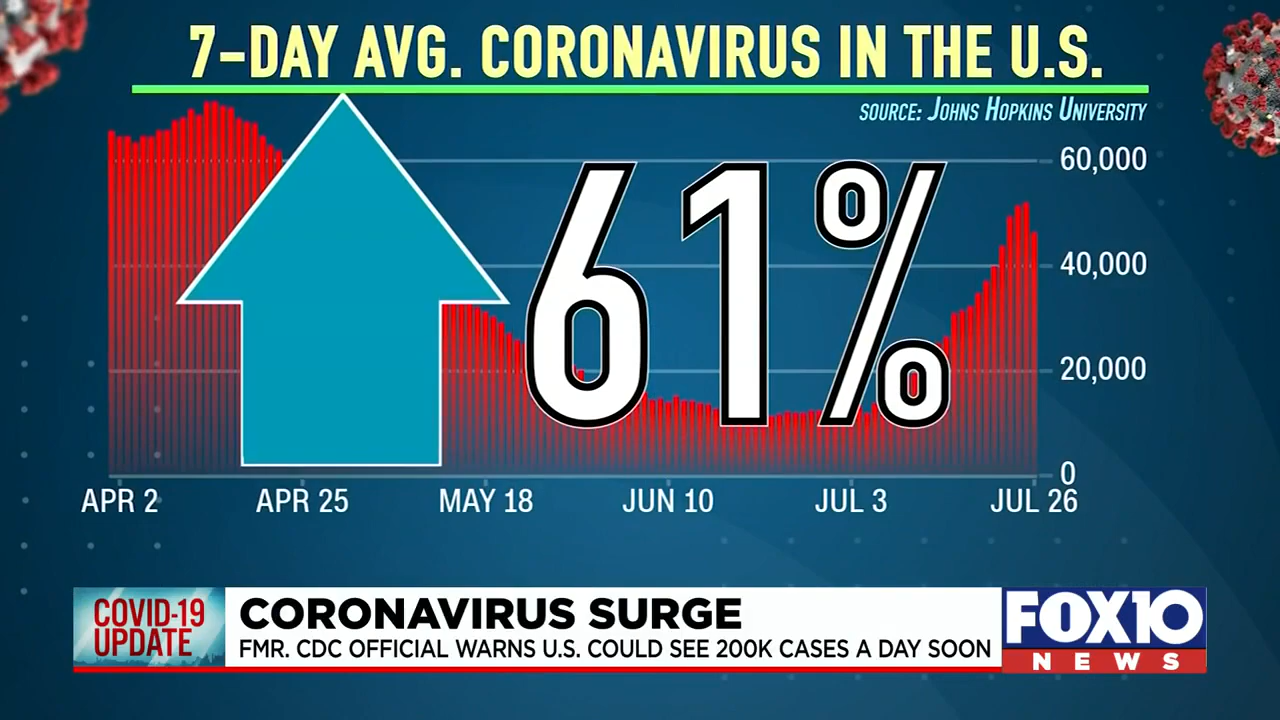 7-DAY AVG. CORONAVIRUS IN THE U.S.
SOURCE: JOHNS HOPKINS UNIVERSITY
61%
60,000
40,000
20,000
0
APR 2 APR 25 MAY 18 JUN 10 JUL 3 JUL 26
COVID-19
UPDATE
CORONAVIRUS SURGE
FMR. CDC OFFICIAL WARNS U.S. COULD SEE 200K CASES A DAY SOON
FOX10
NEWS